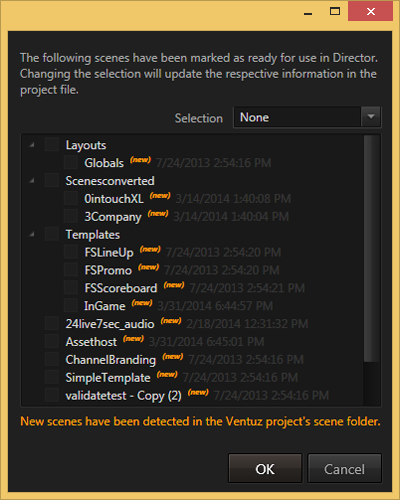 The following scenes have been marked as ready for use in Director.
Changing the selection will update the respective information in the
project file.
Selection None
Layouts
Globals (new) 7/24/2013 2:54:16 PM
Scenesconverted
0intouchXL (new) 3/14/2014 1:40:08 PM
3Company (new) 3/14/2014 1:40:04 PM
Templates
FSLineUp (new) 7/24/2013 2:54:20 PM
FSPromo (new) 7/24/2013 2:54:20 PM
FSScoreboard (new) 7/24/2013 2:54:21 PM
InGame (new) 3/31/2014 6:44:57 PM
24live7sec_audio (new) 2/18/2014 12:31:32 PM
Assethost (new) 3/31/2014 6:45:01 PM
ChannelBranding (new) 7/24/2013 2:54:16 PM
SimpleTemplate (new) 7/24/2013 2:54:16 PM
validatetest - Copy (2) (new) 7/24/2013 2:54:16 PM
New scenes have been detected in the Ventuz project's scene folder.
OK Cancel